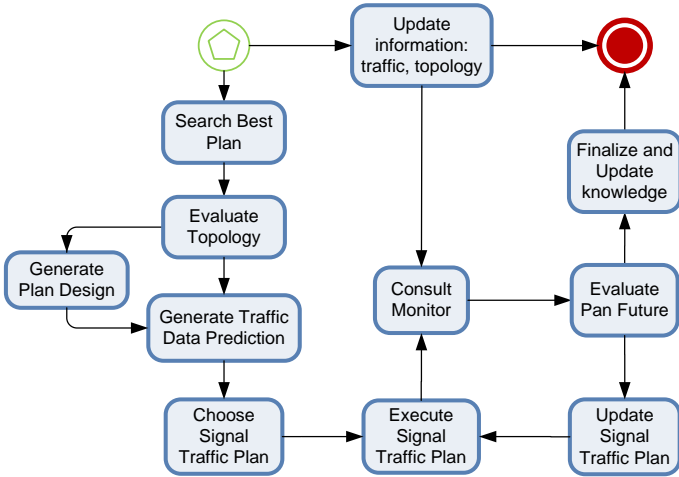 Update
information:
traffic, topology
Search Best
Plan
Finalize and
Update
knowledge
Evaluate
Topology
Generate
Plan Design
Consult
Monitor
Evaluate
Pan Future
Generate Traffic
Data Prediction
Choose
Signal
Traffic Plan
Execute
Signal
Traffic Plan
Update
Signal
Traffic Plan